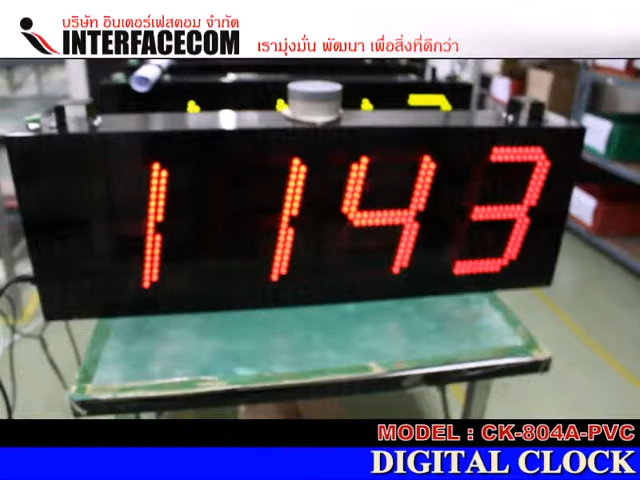 บริษัท อินเตอร์เฟสคอม จำกัด
INTERFACECOM
เรามุ่งมั่น พัฒนา เพื่อสิ่งที่ดีกว่า
1143
MODEL : CK-804A-PVC
DIGITAL CLOCK